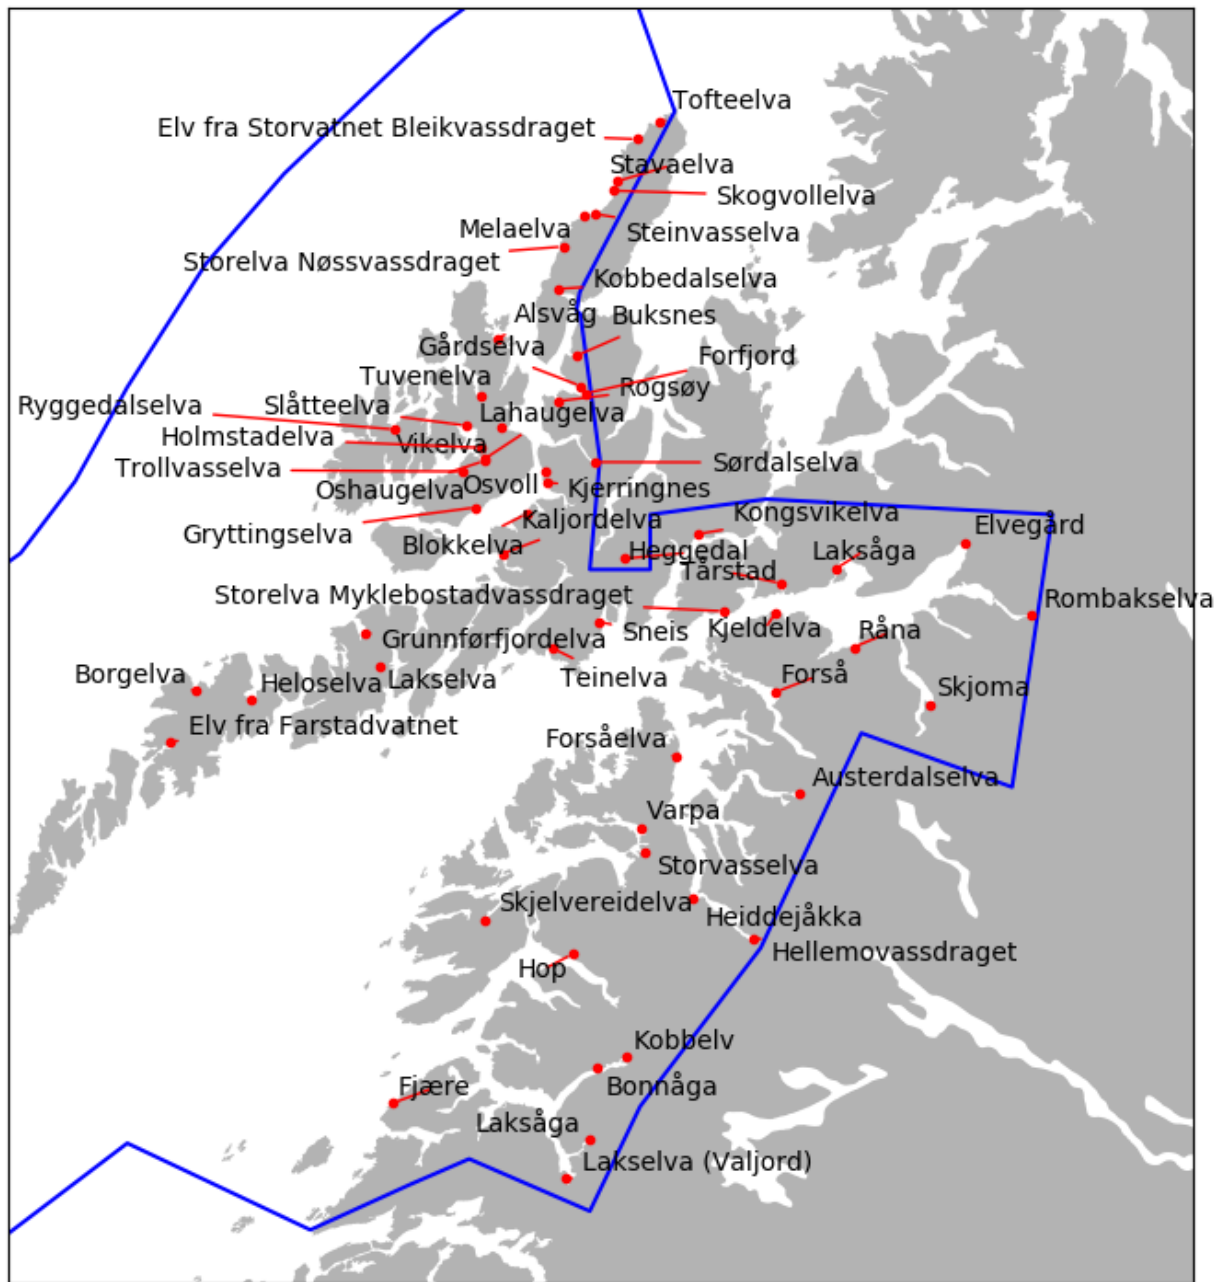 Tofteelva
Elv fra Storvatnet Bleikvassdraget
Stavaelva
Skogvollelva
Melaelva
Steinvasselva
Storelva Nøssvassdraget
Kobbedalselva
Alsvåg
Buksnes
Gårdselva
Forfjord
Tuvenelva
Rogsøy
Ryggedalselva
Slåtteelva
Lahaugelva
Holmstadelva
Vikelva
Trollvasselva
Sørdalselva
Oshaugelva
Osvoll
Kjerringnes
Gryttingselva
Kaljordelva
Kongsvikelva
Elvegård
Blokkelva
Heggedal
Laksåga
Tårstad
Storelva Myklebostadvassdraget
Rombakselva
Grunnførfjordelva
Sneis
Kjeldelva
Råna
Borgelva
Heloselva
Lakselva
Teinelva
Forså
Skjoma
Elv fra Farstadvatnet
Forsåelva
Austerdalselva
Varpa
Storvasselva
Skjelvereidelva
Heiddejåkka
Hellemovassdraget
Hop
Kobbelv
Fjære
Bonnåga
Laksåga
Lakselva (Valjord)